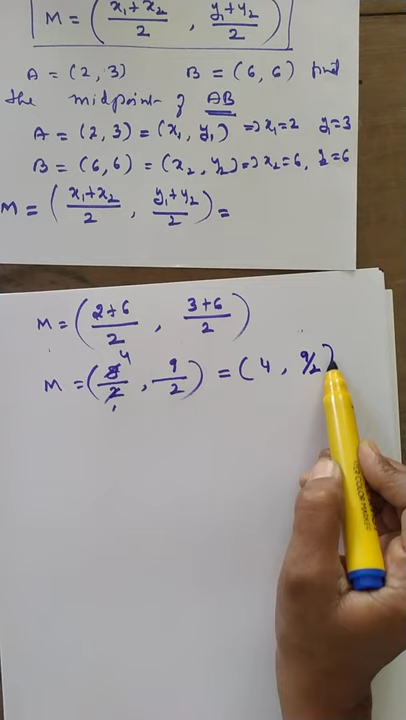 M = ( x₁+x₂ / 2 , y₁+y₂ / 2 )
A = (2, 3) B = (6, 6) find
the midpoint of AB
A = (2, 3) = (x₁, y₁) => x₁=2 y₁=3
B = (6,6) = (x₂, y₂) => x₂=6, y₂=6
M = ( x₁+x₂ / 2 , y₁+y₂ / 2 ) =
M = ( 2+6 / 2 , 3+6 / 2 )
M = ( 8 4 / 2 1 , 9 / 2 ) = ( 4 , 9/2 )